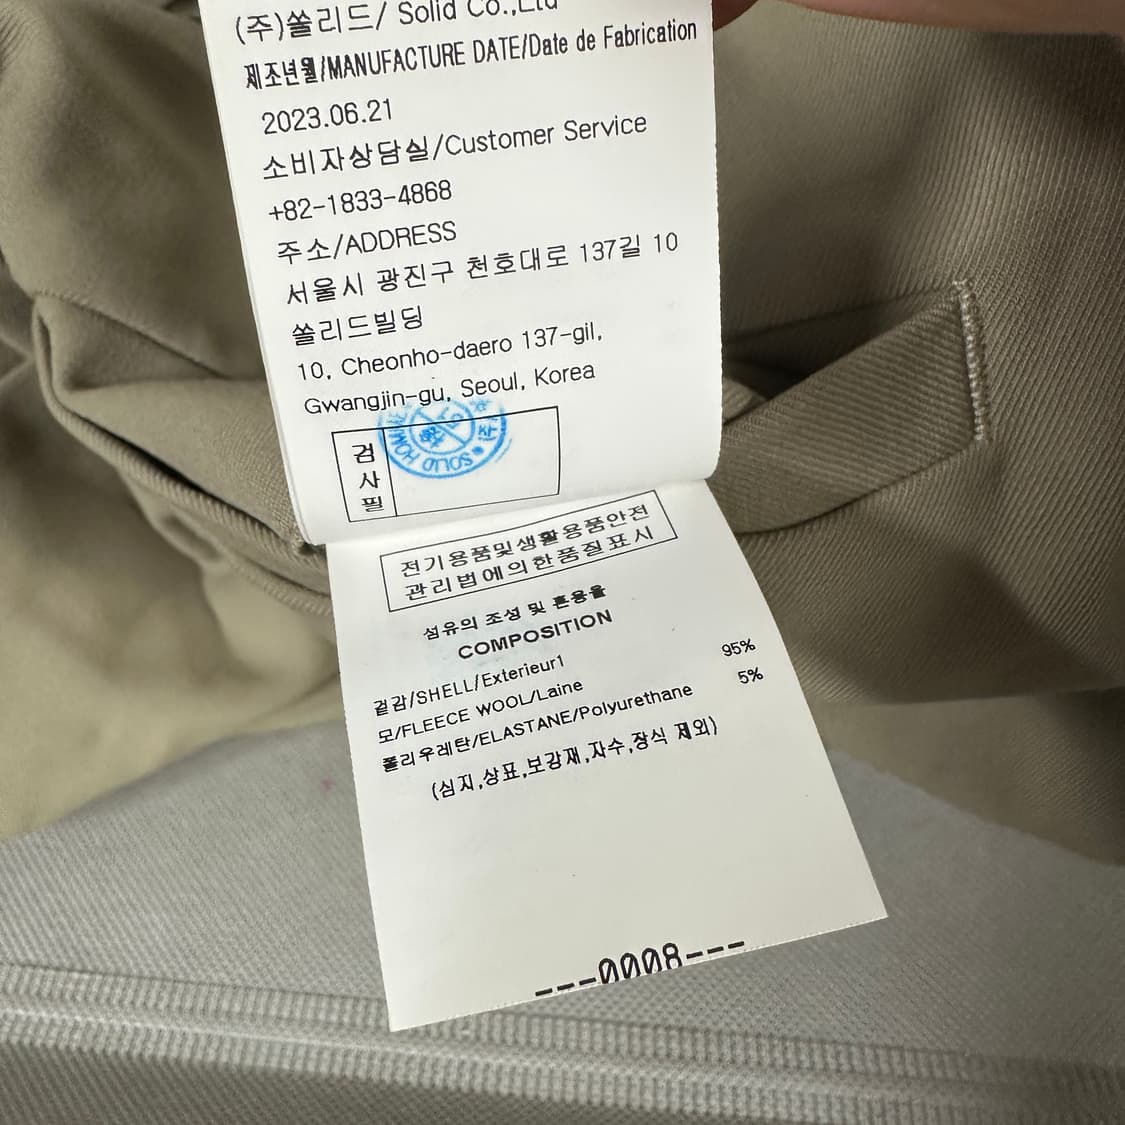 (주)쏠리드/ Solid Co.,Ltd
제조년월/MANUFACTURE DATE/Date de Fabrication
2023.06.21
소비자상담실/Customer Service
+82-1833-4868
주소/ADDRESS
서울시 광진구 천호대로 137길 10
쏠리드빌딩
10, Cheonho-daero 137-gil,
Gwangjin-gu, Seoul, Korea
검사필
SOLID HOMME
전기용품및생활용품안전
관리법에의한품질표시
섬유의 조성 및 혼용율
COMPOSITION
겉감/SHELL/Exterieur1
모/FLEECE WOOL/Laine 95%
폴리우레탄/ELASTANE/Polyurethane 5%
(심지,상표,보강재,자수,장식 제외)
---0008---